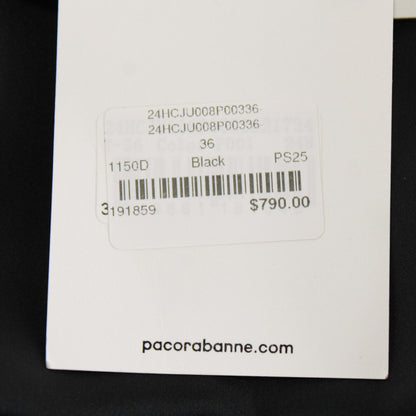 24HCJU008P00336
24HCJU008P00336
36
1150D Black PS25
3191859 $790.00
pacorabanne.com